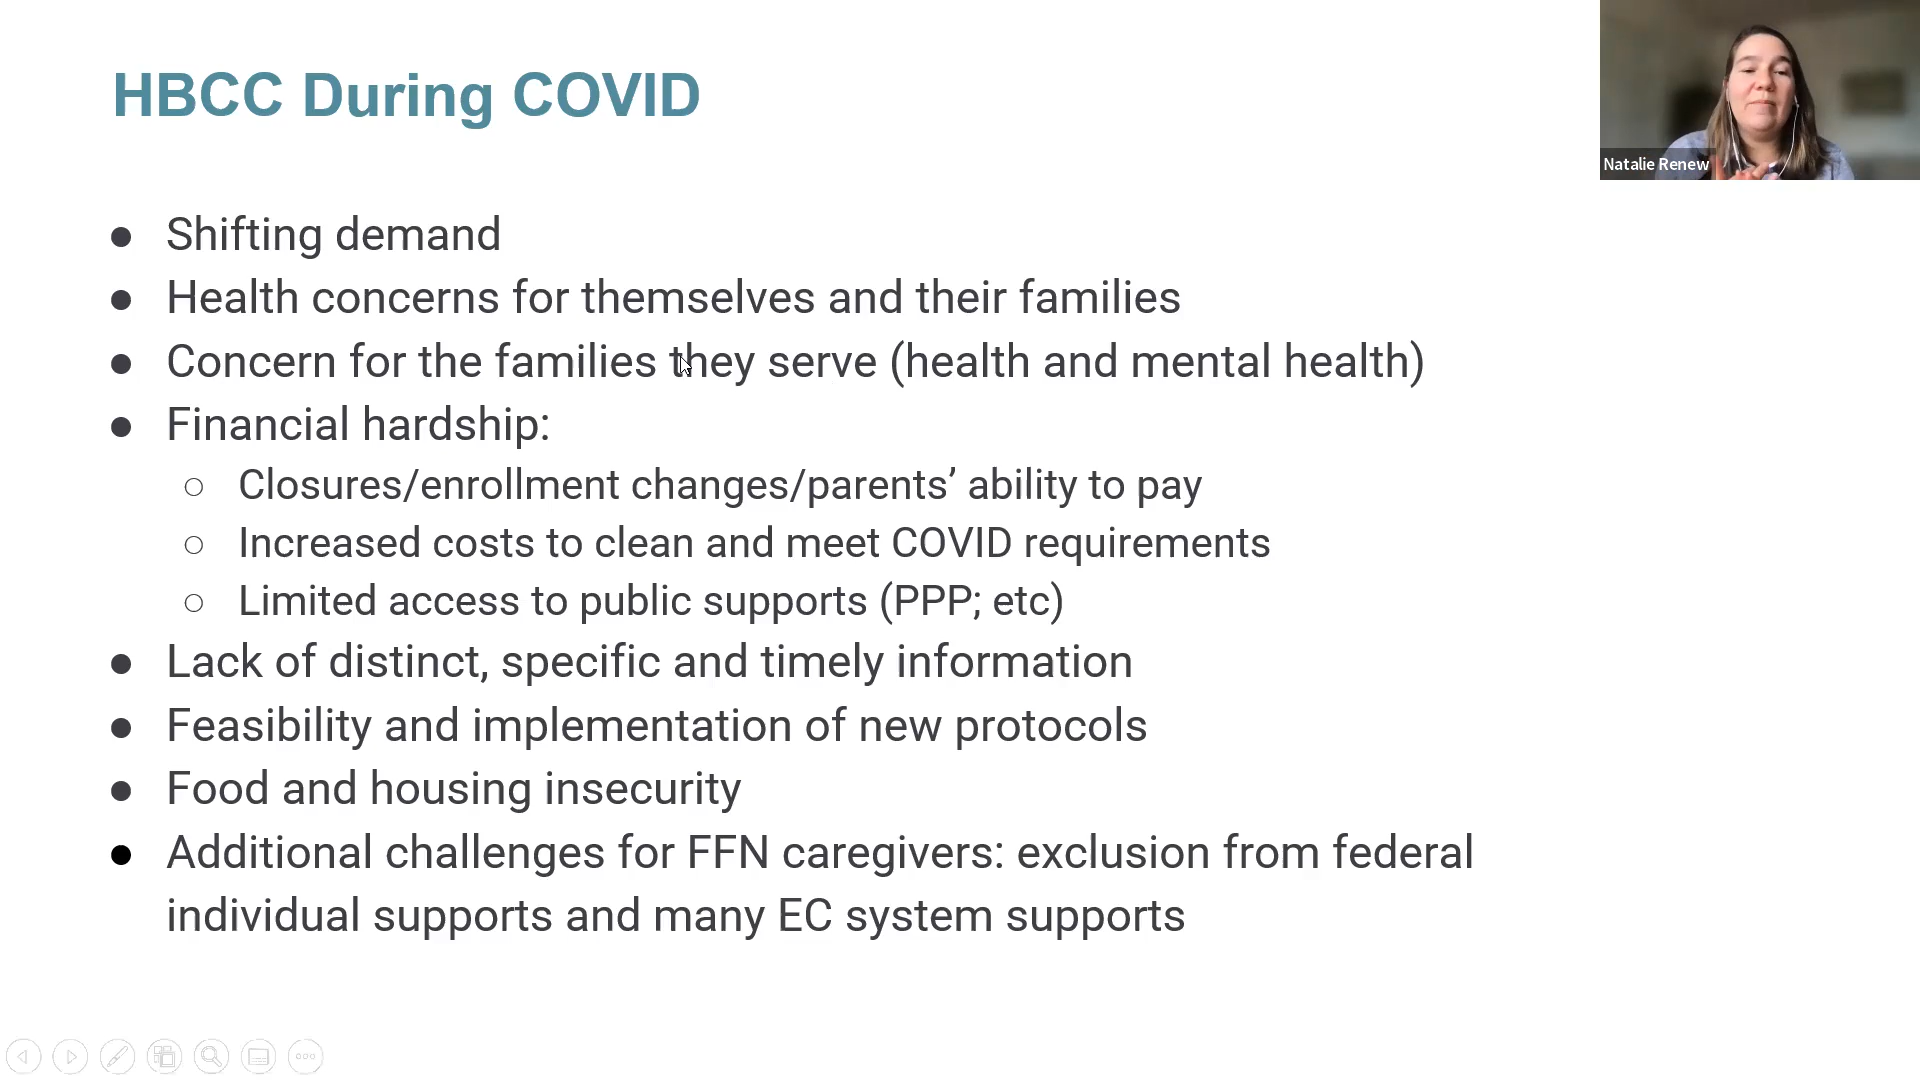 HBCC During COVID
Natalie Renew
● Shifting demand
● Health concerns for themselves and their families
● Concern for the families they serve (health and mental health)
● Financial hardship:
○ Closures/enrollment changes/parents’ ability to pay
○ Increased costs to clean and meet COVID requirements
○ Limited access to public supports (PPP; etc)
● Lack of distinct, specific and timely information
● Feasibility and implementation of new protocols
● Food and housing insecurity
● Additional challenges for FFN caregivers: exclusion from federal
individual supports and many EC system supports